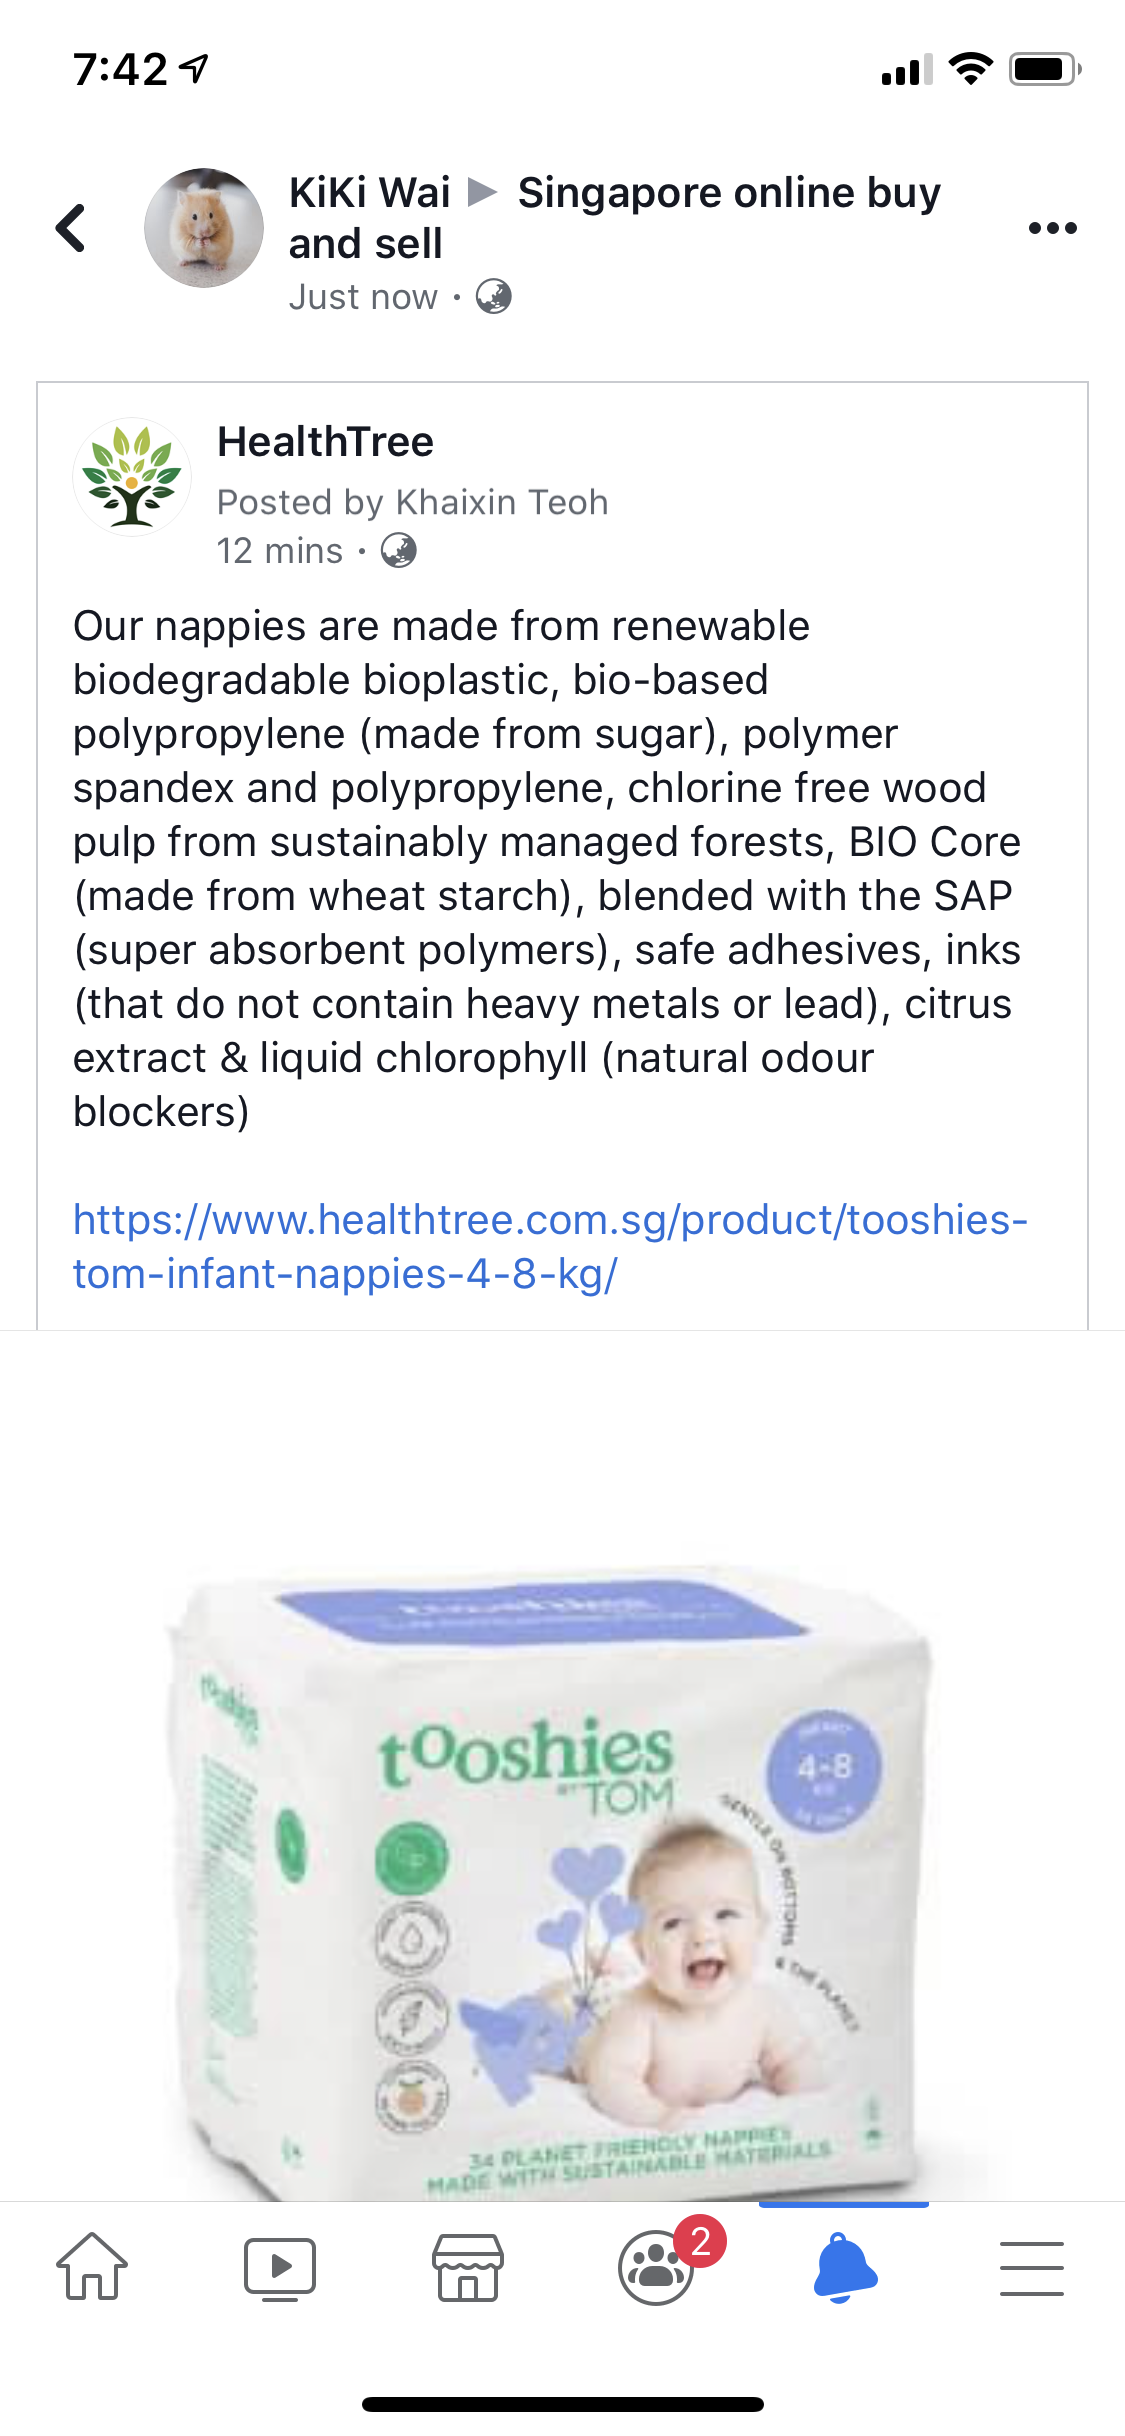 7:42
KiKi Wai ▶ Singapore online buy
and sell
Just now ·
HealthTree
Posted by Khaixin Teoh
12 mins ·
Our nappies are made from renewable
biodegradable bioplastic, bio-based
polypropylene (made from sugar), polymer
spandex and polypropylene, chlorine free wood
pulp from sustainably managed forests, BIO Core
(made from wheat starch), blended with the SAP
(super absorbent polymers), safe adhesives, inks
(that do not contain heavy metals or lead), citrus
extract & liquid chlorophyll (natural odour
blockers)
https://www.healthtree.com.sg/product/tooshies-
tom-infant-nappies-4-8-kg/
tooshies
BY TOM
4-8
GENTLE ON BOTTOMS
& THE PLANET
34 PLANET FRIENDLY NAPPIES
MADE WITH SUSTAINABLE MATERIALS
2